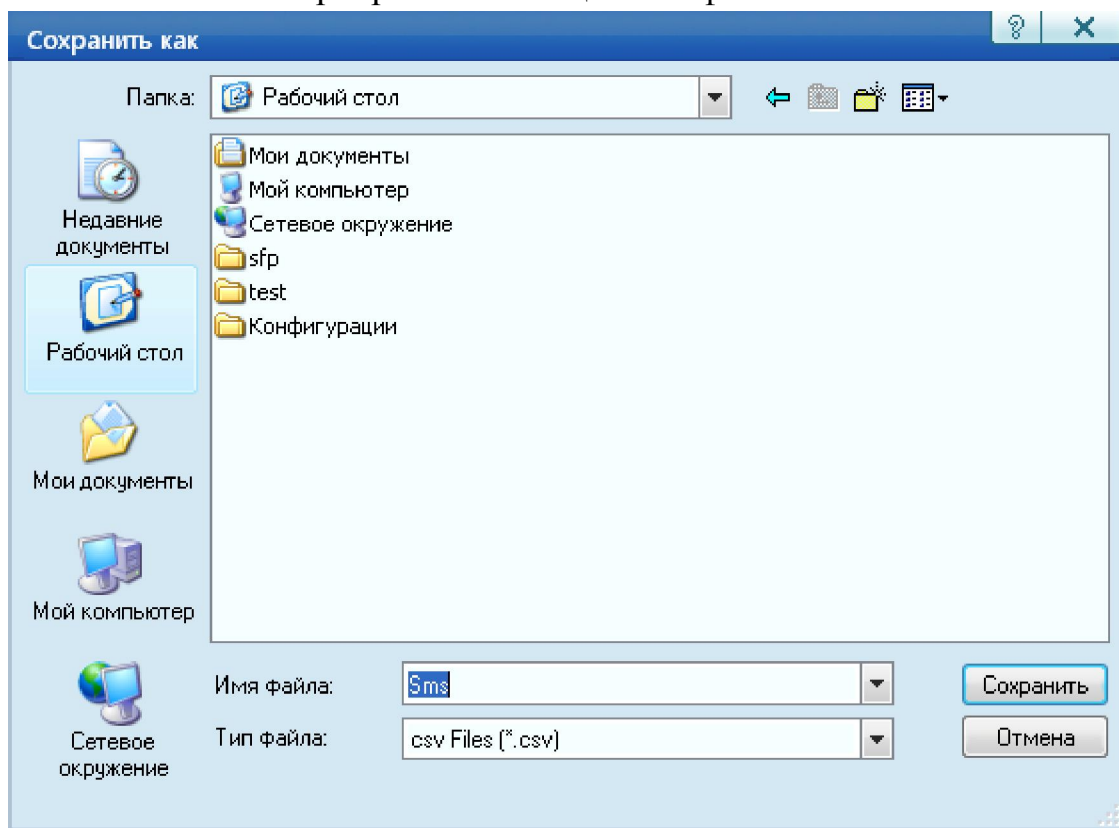 Сохранить как
Папка:
Рабочий стол
Недавние
документы
Рабочий стол
Мои документы
Мой компьютер
Сетевое
окружение
Мои документы
Мой компьютер
Сетевое окружение
sfp
test
Конфигурации
Имя файла:
Sms
Сохранить
Тип файла:
csv Files (*.csv)
Отмена